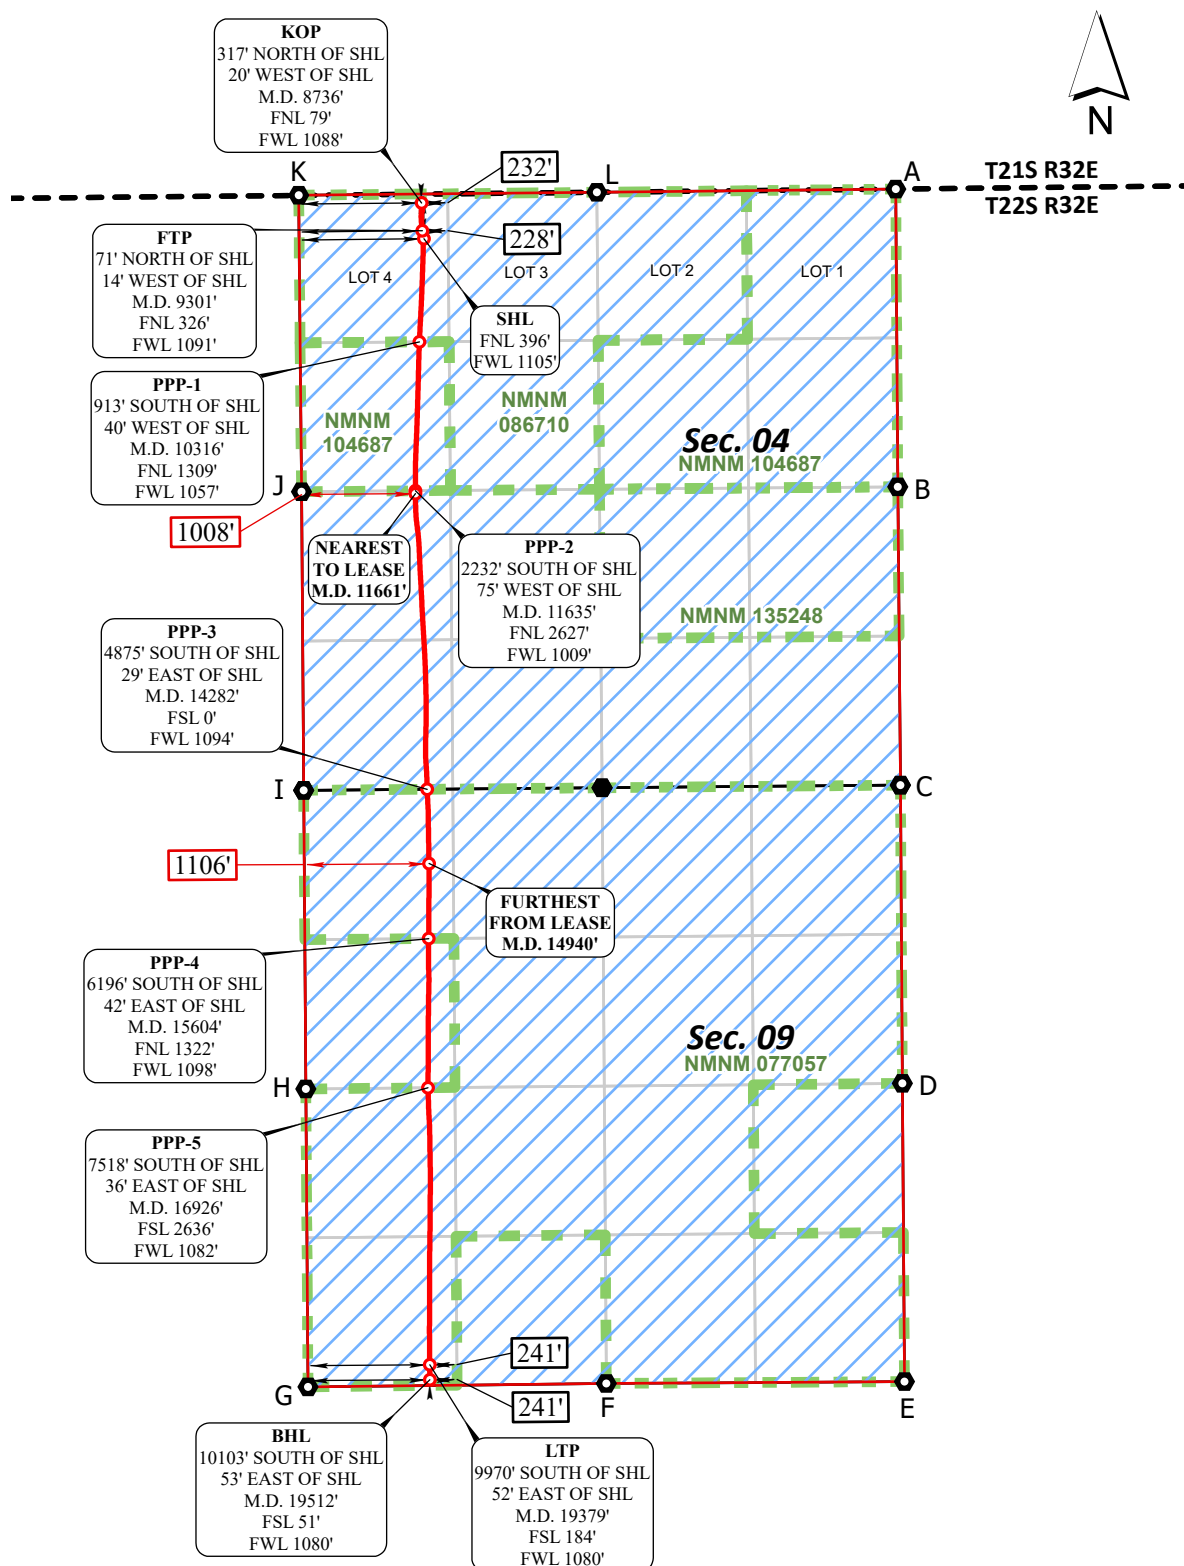 KOP
317' NORTH OF SHL
20' WEST OF SHL
M.D. 8736'
FNL 79'
FWL 1088'
N
K
232'
L
A
T21S R32E
T22S R32E
FTP
71' NORTH OF SHL
14' WEST OF SHL
M.D. 9301'
FNL 326'
FWL 1091'
228'
LOT 4
LOT 3
LOT 2
LOT 1
SHL
FNL 396'
FWL 1105'
PPP-1
913' SOUTH OF SHL
40' WEST OF SHL
M.D. 10316'
FNL 1309'
FWL 1057'
NMNM
104687
NMNM
086710
Sec. 04
NMNM 104687
J
B
1008'
NEAREST
TO LEASE
M.D. 11661'
PPP-2
2232' SOUTH OF SHL
75' WEST OF SHL
M.D. 11635'
FNL 2627'
FWL 1009'
NMNM 135248
PPP-3
4875' SOUTH OF SHL
29' EAST OF SHL
M.D. 14282'
FSL 0'
FWL 1094'
I
C
1106'
FURTHEST
FROM LEASE
M.D. 14940'
PPP-4
6196' SOUTH OF SHL
42' EAST OF SHL
M.D. 15604'
FNL 1322'
FWL 1098'
Sec. 09
NMNM 077057
H
D
PPP-5
7518' SOUTH OF SHL
36' EAST OF SHL
M.D. 16926'
FSL 2636'
FWL 1082'
241'
G
241'
F
E
BHL
10103' SOUTH OF SHL
53' EAST OF SHL
M.D. 19512'
FSL 51'
FWL 1080'
LTP
9970' SOUTH OF SHL
52' EAST OF SHL
M.D. 19379'
FSL 184'
FWL 1080'